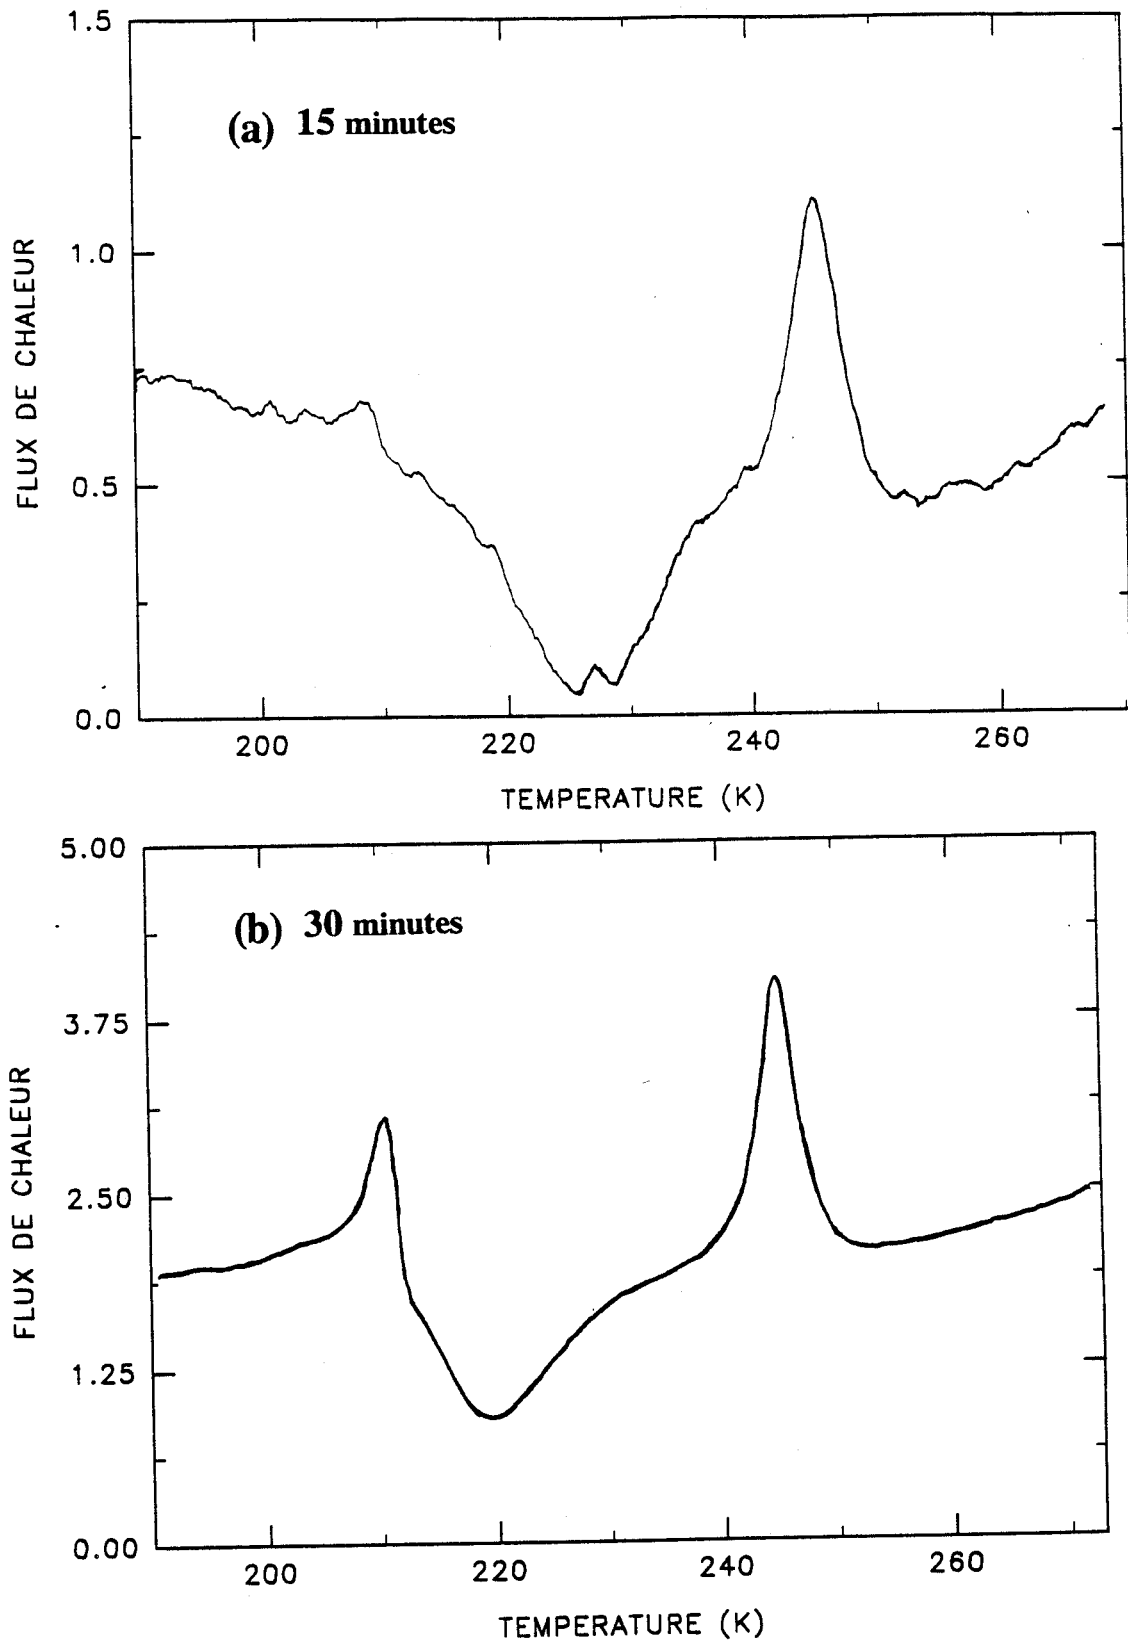 1.5
(a) 15 minutes
1.0
0.5
0.0
FLUX DE CHALEUR
200 220 240 260
TEMPERATURE (K)
5.00
(b) 30 minutes
3.75
2.50
1.25
0.00
FLUX DE CHALEUR
200 220 240 260
TEMPERATURE (K)